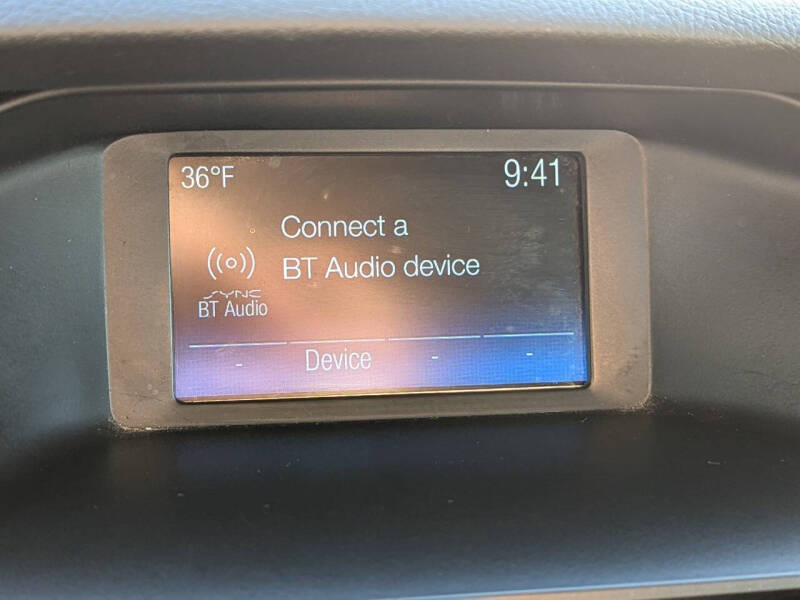 36°F 9:41
Connect a
BT Audio device
SYNC
BT Audio
- Device - -